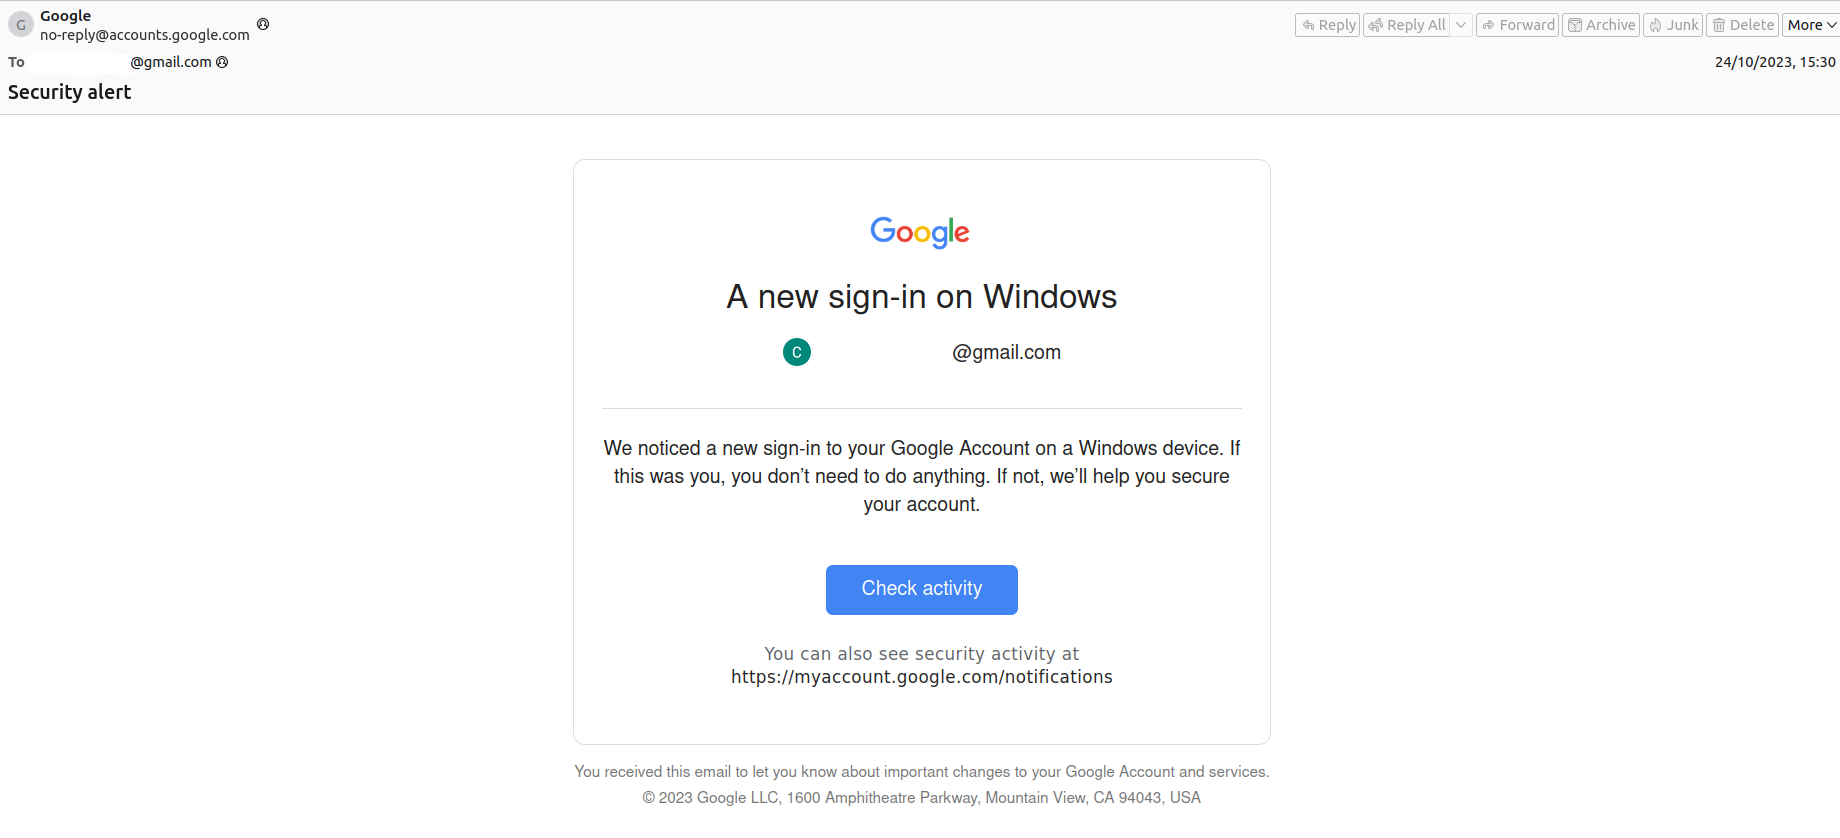 G
Google
no-reply@accounts.google.com
Reply
Reply All
Forward
Archive
Junk
Delete
More
To @gmail.com
24/10/2023, 15:30
Security alert
Google
A new sign-in on Windows
C @gmail.com
We noticed a new sign-in to your Google Account on a Windows device. If
this was you, you don’t need to do anything. If not, we’ll help you secure
your account.
Check activity
You can also see security activity at
https://myaccount.google.com/notifications
You received this email to let you know about important changes to your Google Account and services.
© 2023 Google LLC, 1600 Amphitheatre Parkway, Mountain View, CA 94043, USA